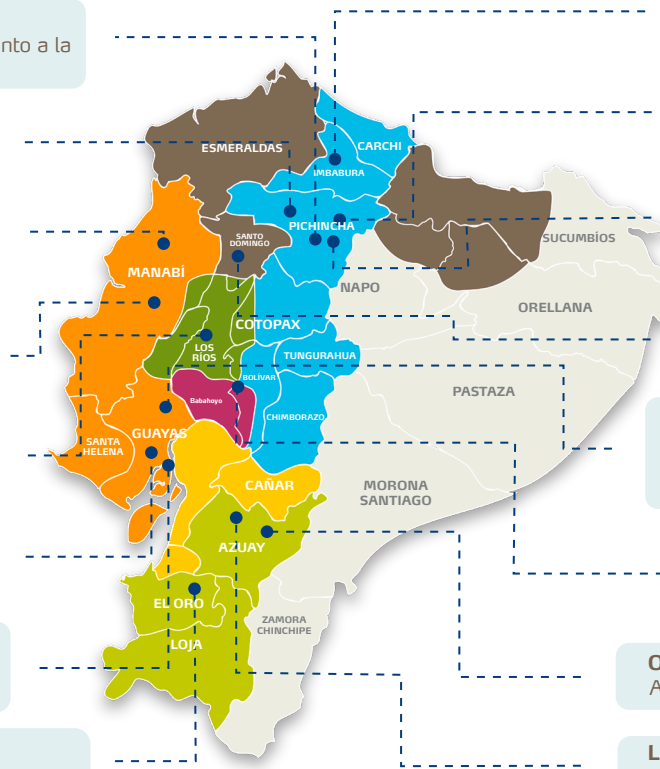 nto a la
ESMERALDAS
CARCHI
IMBABURA
PICHINCHA
SANTO
DOMINGO
SUCUMBÍOS
MANABÍ
NAPO
ORELLANA
COTOPAX
LOS
RÍOS
TUNGURAHUA
BOLÍVAR
PASTAZA
Babahoyo
CHIMBORAZO
GUAYAS
SANTA
HELENA
CAÑAR
MORONA
SANTIAGO
AZUAY
EL ORO
ZAMORA
CHINCHIPE
LOJA
O
A
L